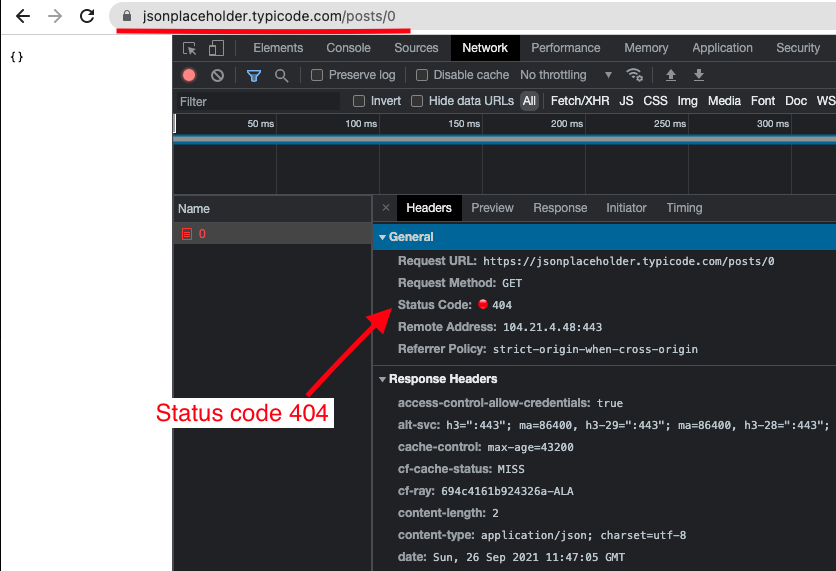 jsonplaceholder.typicode.com/posts/0
{}
Elements Console Sources Network Performance Memory Application Security
Preserve log Disable cache No throttling
Filter Invert Hide data URLs All Fetch/XHR JS CSS Img Media Font Doc WS
50 ms 100 ms 150 ms 200 ms 250 ms 300 ms
Name × Headers Preview Response Initiator Timing
0
General
Request URL: https://jsonplaceholder.typicode.com/posts/0
Request Method: GET
Status Code: 404
Remote Address: 104.21.4.48:443
Referrer Policy: strict-origin-when-cross-origin
Response Headers
access-control-allow-credentials: true
Status code 404
alt-svc: h3=":443"; ma=86400, h3-29=":443"; ma=86400, h3-28=":443";
cache-control: max-age=43200
cf-cache-status: MISS
cf-ray: 694c4161b924326a-ALA
content-length: 2
content-type: application/json; charset=utf-8
date: Sun, 26 Sep 2021 11:47:05 GMT